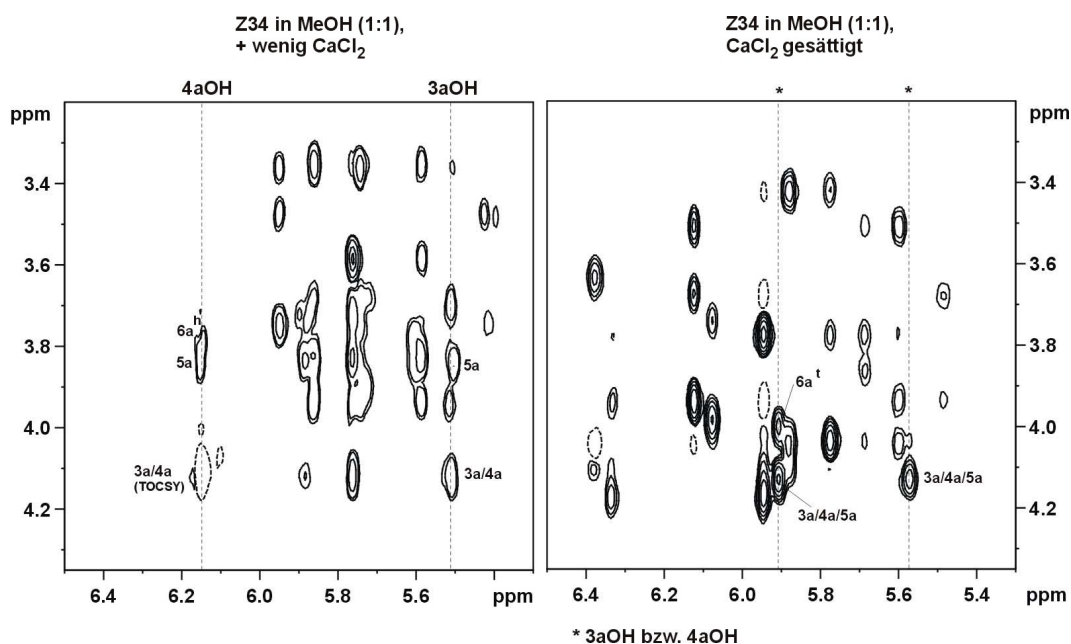 Z34 in MeOH (1:1),
+ wenig CaCl2
4aOH
3aOH
ppm
3.4
3.6
3.8
4.0
4.2
6aʰ'
5a
5a
3a/4a
(TOCSY)
3a/4a
6.4 6.2 6.0 5.8 5.6 ppm
Z34 in MeOH (1:1),
CaCl2 gesättigt
* *
ppm
3.4
3.6
3.8
4.0
4.2
6aᵗ
3a/4a/5a
3a/4a/5a
6.4 6.2 6.0 5.8 5.6 5.4 ppm
* 3aOH bzw. 4aOH